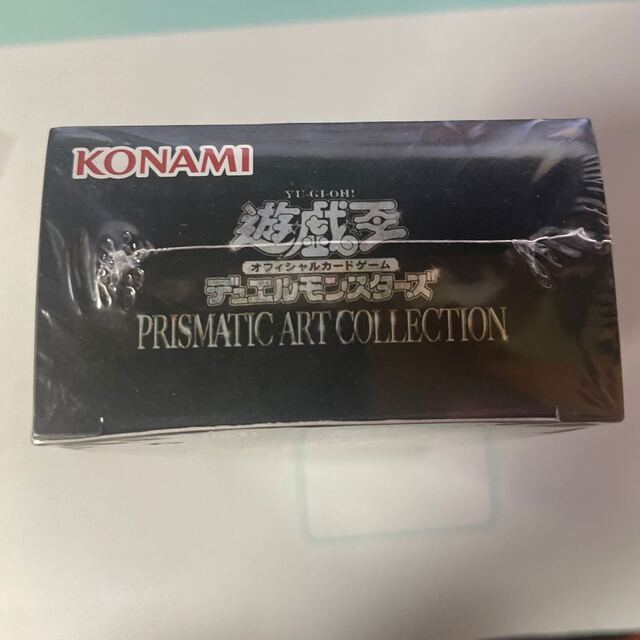 KONAMI
YU-GI-OH!
遊戯王
オフィシャルカードゲーム
デュエルモンスターズ
PRISMATIC ART COLLECTION